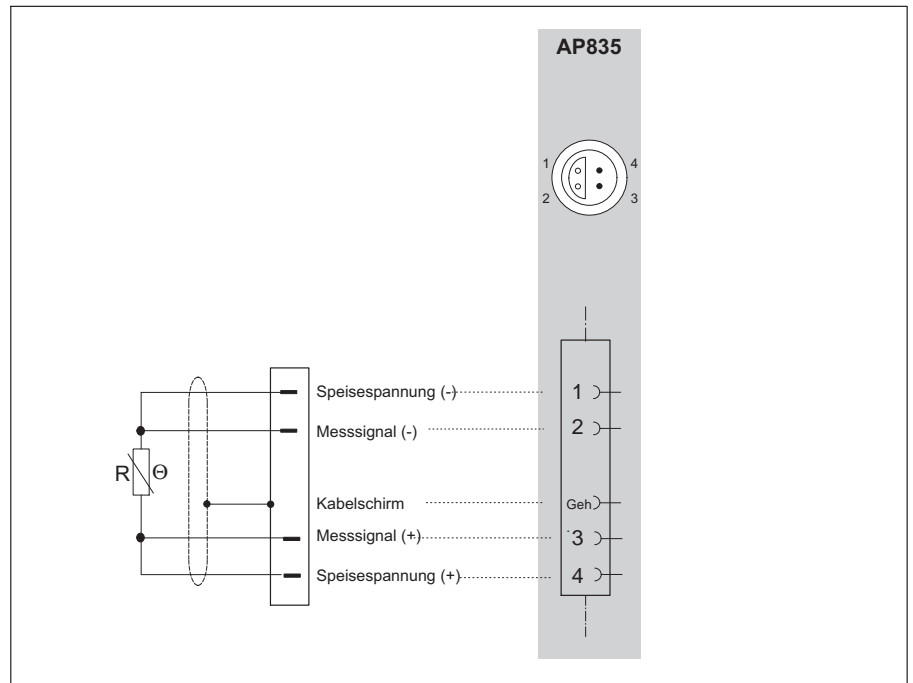 AP835
1 4
2 3
Speisespannung (-)
1
Messsignal (-)
2
R Θ
Kabelschirm
Geh
Messsignal (+)
3
Speisespannung (+)
4